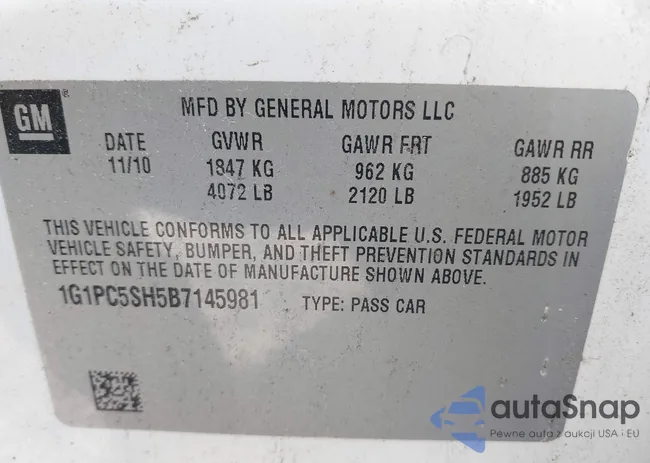 GM
MFD BY GENERAL MOTORS LLC
DATE GVWR GAWR FRT GAWR RR
11/10 1847 KG 962 KG 885 KG
4072 LB 2120 LB 1952 LB
THIS VEHICLE CONFORMS TO ALL APPLICABLE U.S. FEDERAL MOTOR
VEHICLE SAFETY, BUMPER, AND THEFT PREVENTION STANDARDS IN
EFFECT ON THE DATE OF MANUFACTURE SHOWN ABOVE.
1G1PC5SH5B7145981 TYPE: PASS CAR
autaSnap
Pewne auta z aukcji USA i EU